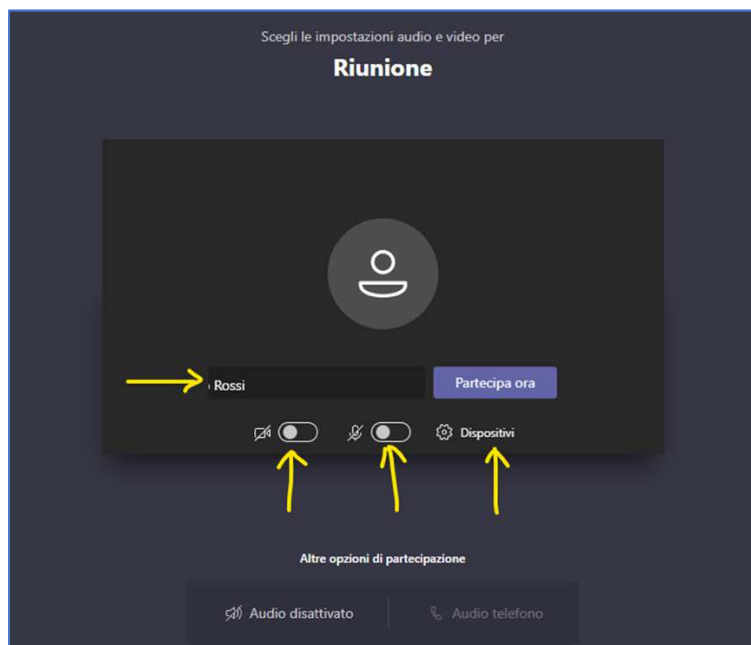 Scegli le impostazioni audio e video per
Riunione
Rossi
Partecipa ora
Dispositivi
Altre opzioni di partecipazione
Audio disattivato
Audio telefono